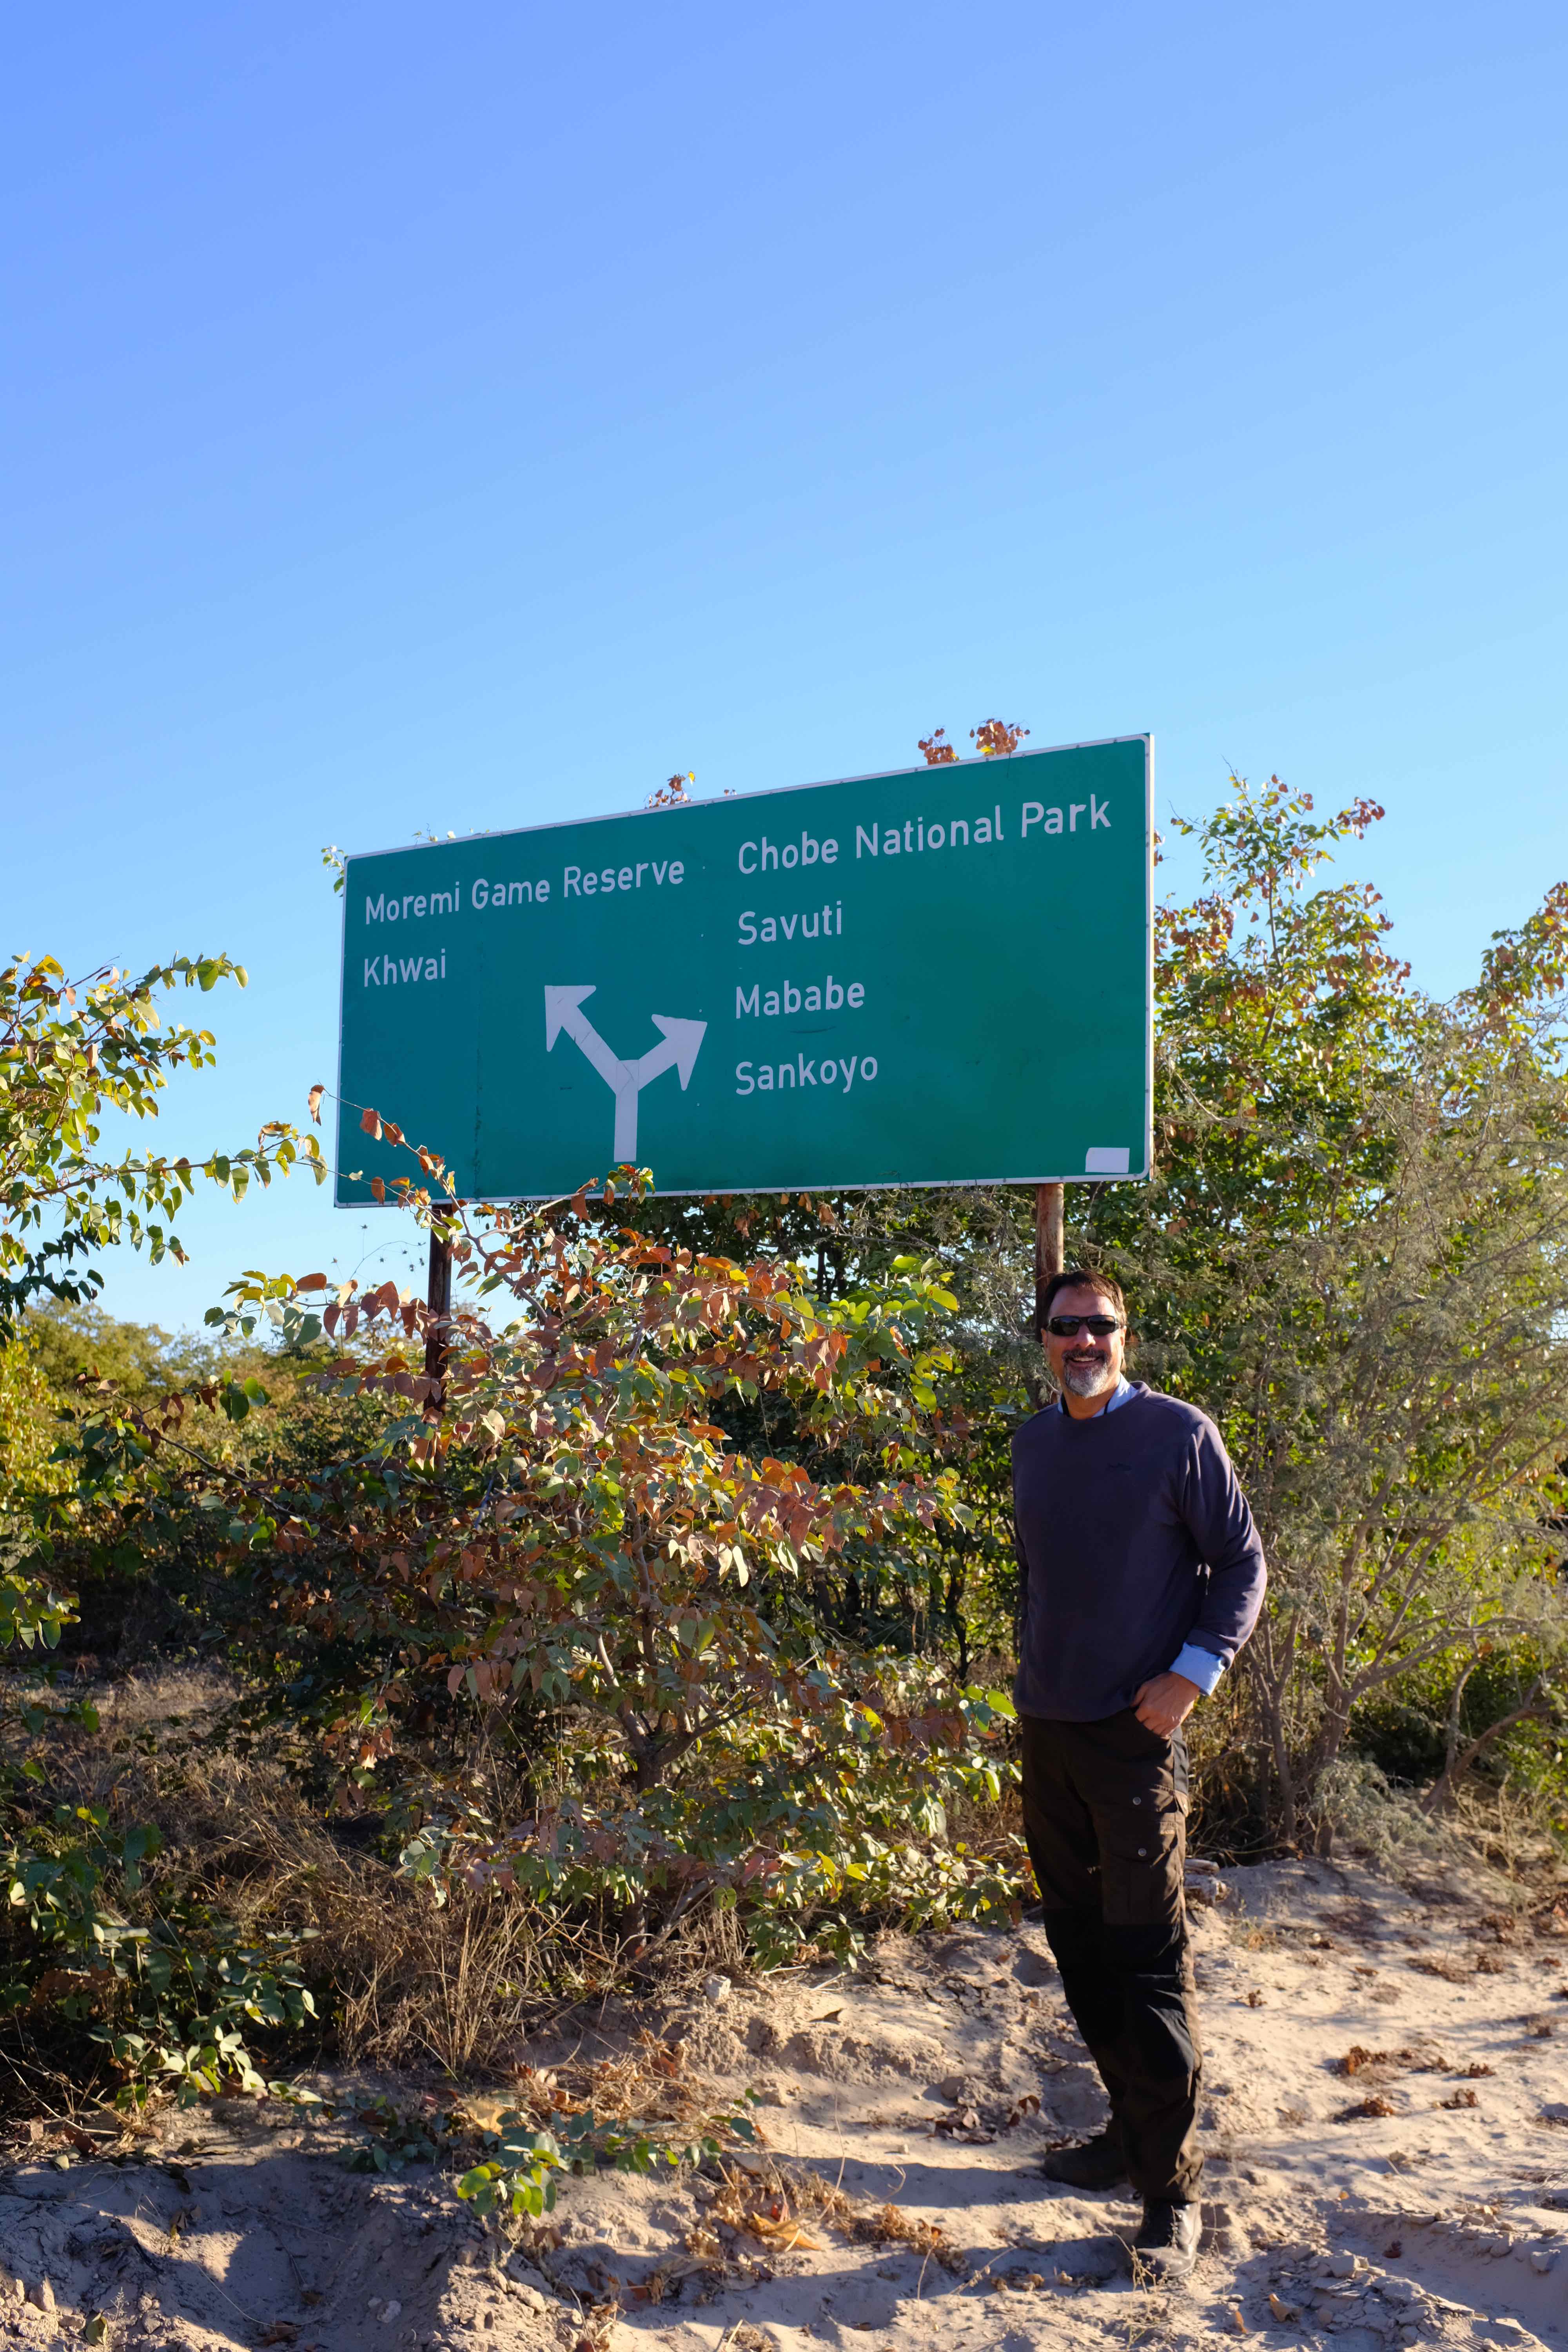 Moremi Game Reserve
Khwai
Chobe National Park
Savuti
Mababe
Sankoyo